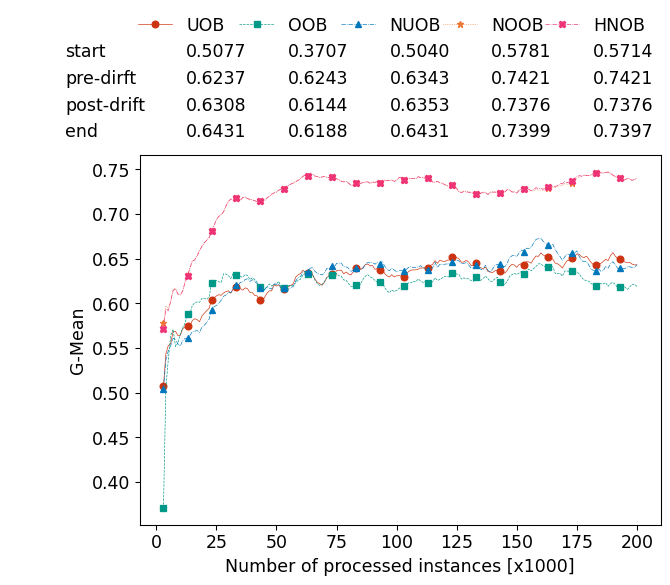 UOB OOB NUOB NOOB HNOB
start 0.5077 0.3707 0.5040 0.5781 0.5714
pre-dirft 0.6237 0.6243 0.6343 0.7421 0.7421
post-drift 0.6308 0.6144 0.6353 0.7376 0.7376
end 0.6431 0.6188 0.6431 0.7399 0.7397
0.75
0.70
0.65
0.60
0.55
0.50
0.45
0.40
G-Mean
0 25 50 75 100 125 150 175 200
Number of processed instances [x1000]